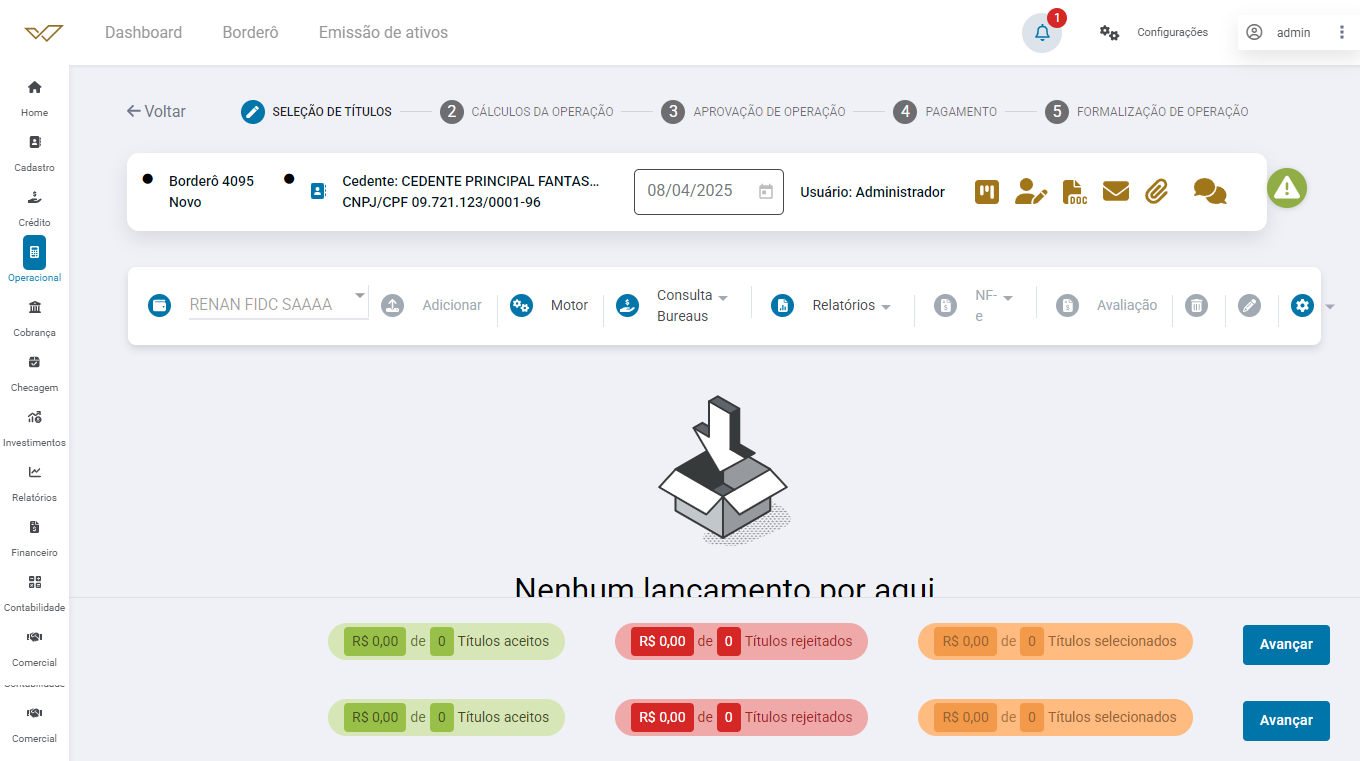 Dashboard
Borderô
Emissão de ativos
1
Configurações
admin
Home
Cadastro
Crédito
Operacional
Cobrança
Checagem
Investimentos
Relatórios
Financeiro
Contabilidade
Comercial
Comercial
Voltar
SELEÇÃO DE TÍTULOS
2 CÁLCULOS DA OPERAÇÃO
3 APROVAÇÃO DE OPERAÇÃO
4 PAGAMENTO
5 FORMALIZAÇÃO DE OPERAÇÃO
Borderô 4095
Novo
Cedente: CEDENTE PRINCIPAL FANTAS...
CNPJ/CPF 09.721.123/0001-96
08/04/2025
Usuário: Administrador
DOC
RENAN FIDC SAAAA
Adicionar
Motor
Consulta
Bureaus
Relatórios
NF-
e
Avaliação
Nenhum lançamento por aqui
R$ 0,00 de 0 Títulos aceitos
R$ 0,00 de 0 Títulos rejeitados
R$ 0,00 de 0 Títulos selecionados
Avançar
R$ 0,00 de 0 Títulos aceitos
R$ 0,00 de 0 Títulos rejeitados
R$ 0,00 de 0 Títulos selecionados
Avançar